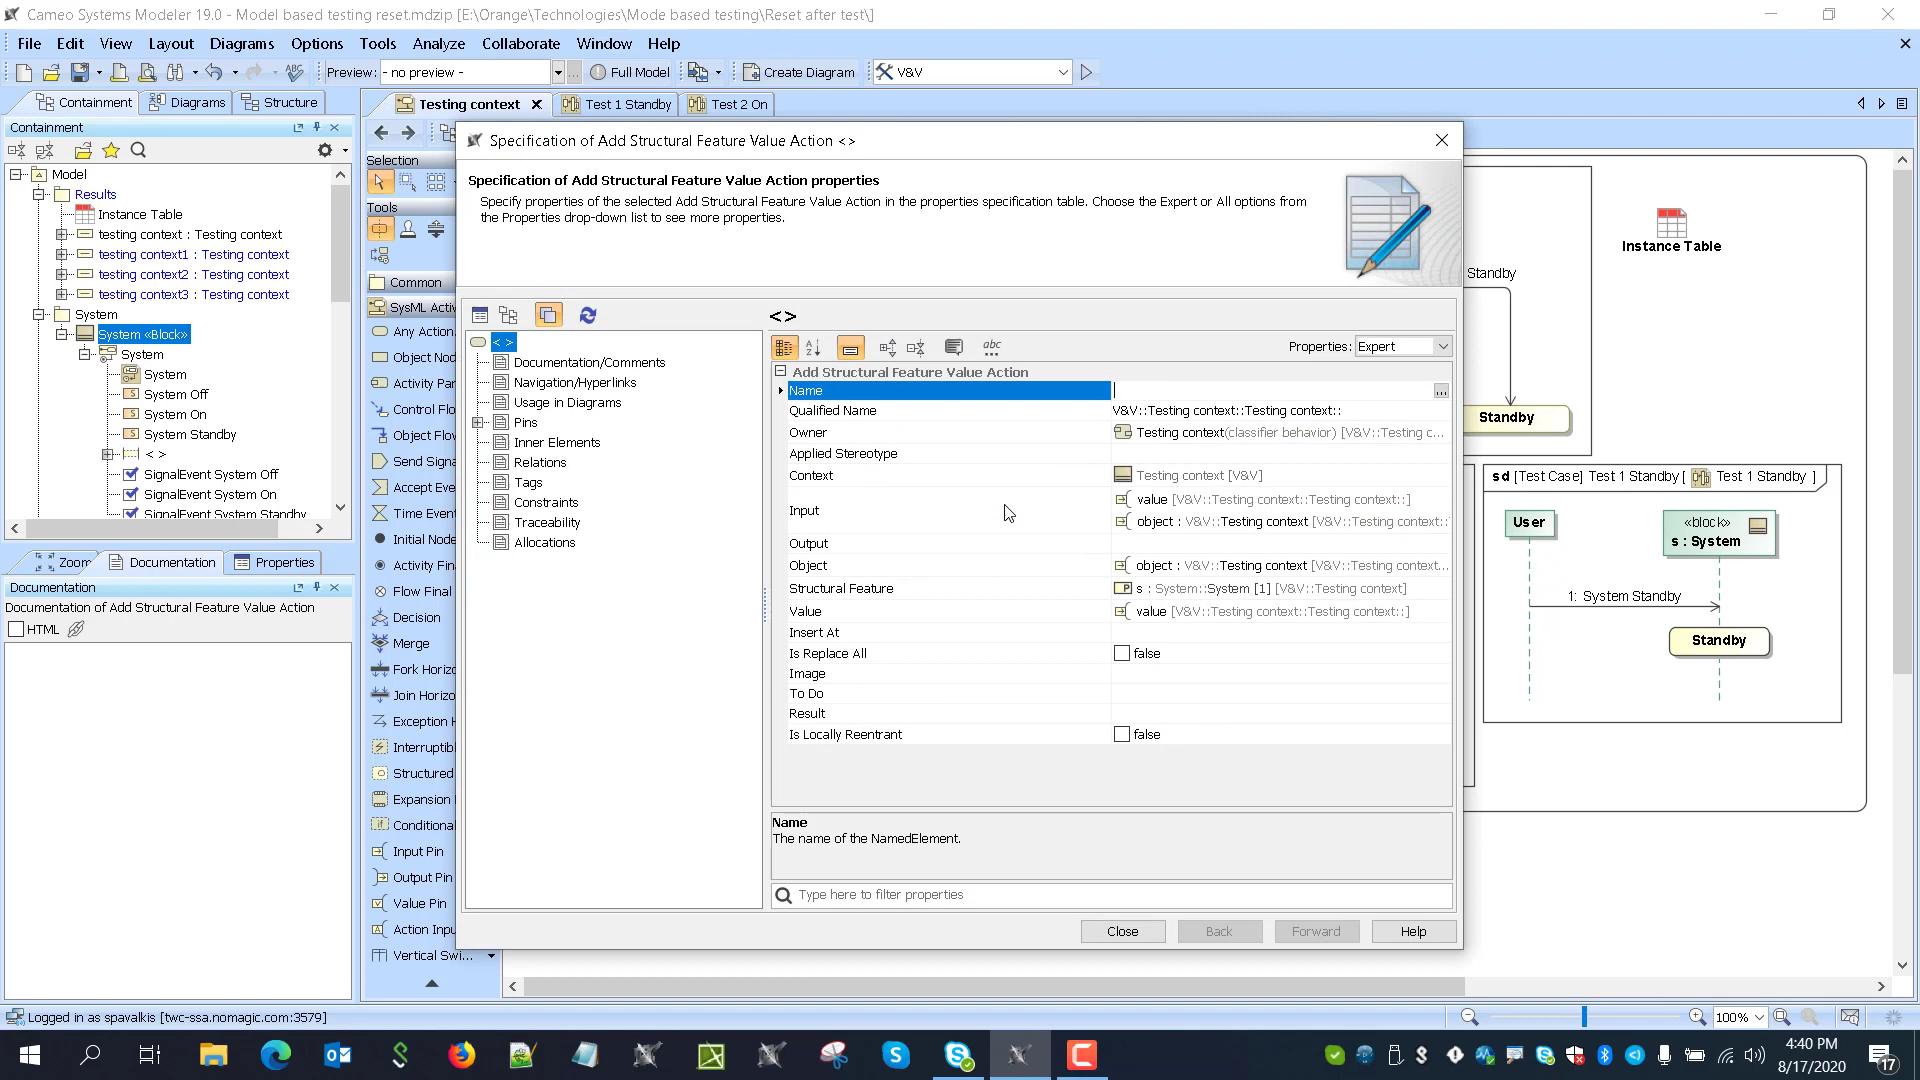 Cameo Systems Modeler 19.0 - Model based testing reset.mdzip [E:\Orange\Technologies\Mode based testing\Reset after test\]
File Edit View Layout Diagrams Options Tools Analyze Collaborate Window Help
Preview: - no preview - ... Full Model Create Diagram V&V
Containment Diagrams Structure
Testing context Test 1 Standby Test 2 On
Containment
Model
Results
Instance Table
testing context : Testing context
testing context1 : Testing context
testing context2 : Testing context
testing context3 : Testing context
System
System «Block»
System
System
System Off
System On
System Standby
< >
SignalEvent System Off
SignalEvent System On
SignalEvent System Standby
Zoom Documentation Properties
Documentation
Documentation of Add Structural Feature Value Action
HTML
Selection
Tools
Common
SysML Acti
Any Action.
Object Nod
Activity Par
Control Flo
Object Flow
Send Signa
Accept Eve
Time Event
Initial Node
Activity Fin
Flow Final
Decision
Merge
Fork Horizo
Join Horizo
Exception H
Interruptib
Structured
Expansion
Conditional
Input Pin
Output Pin
Value Pin
Action Inpu
Vertical Swi...
Specification of Add Structural Feature Value Action <>
Specification of Add Structural Feature Value Action properties
Specify properties of the selected Add Structural Feature Value Action in the properties specification table. Choose the Expert or All options from
the Properties drop-down list to see more properties.
< >
Documentation/Comments
Navigation/Hyperlinks
Usage in Diagrams
Pins
Inner Elements
Relations
Tags
Constraints
Traceability
Allocations
<>
Properties: Expert
Add Structural Feature Value Action
Name ...
Qualified Name V&V::Testing context::Testing context::
Owner Testing context(classifier behavior) [V&V::Testing c...
Applied Stereotype
Context Testing context [V&V]
Input value [V&V::Testing context::Testing context::]
object : V&V::Testing context [V&V::Testing context::
Output
Object object : V&V::Testing context [V&V::Testing context...
Structural Feature s : System::System [1] [V&V::Testing context]
Value value [V&V::Testing context::Testing context::]
Insert At
Is Replace All false
Image
To Do
Result
Is Locally Reentrant false
Name
The name of the NamedElement.
Type here to filter properties
Close Back Forward Help
Instance Table
Standby
Standby
sd [Test Case] Test 1 Standby [ Test 1 Standby ]
User
«block»
s : System
1: System Standby
Standby
Logged in as spavalkis [twc-ssa.nomagic.com:3579]
100%
4:40 PM
8/17/2020
17